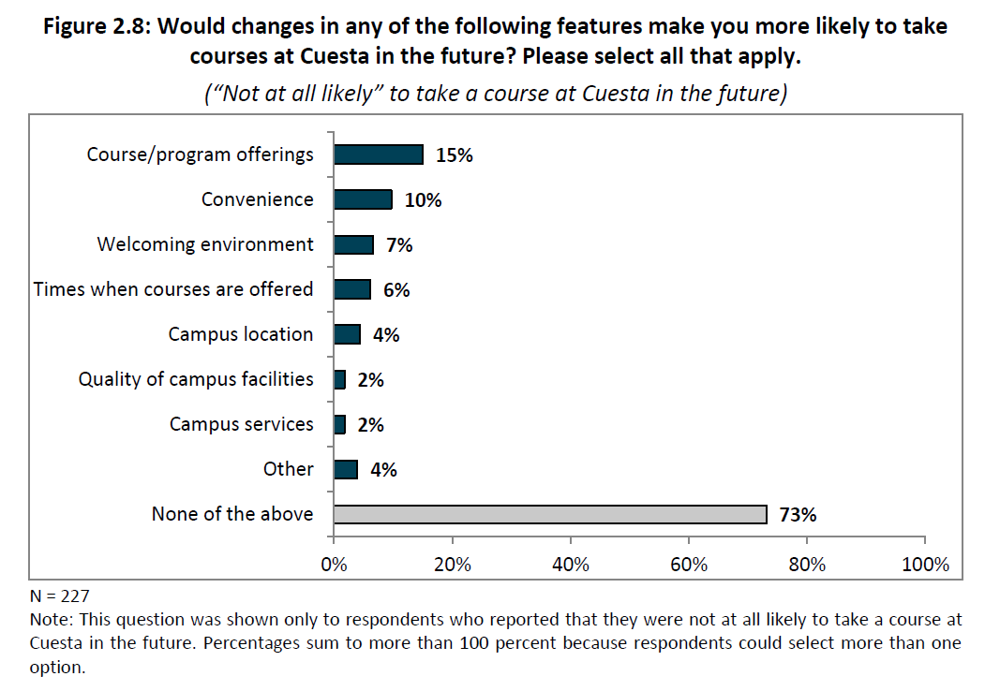 Figure 2.8: Would changes in any of the following features make you more likely to take
courses at Cuesta in the future? Please select all that apply.
(“Not at all likely” to take a course at Cuesta in the future)
Course/program offerings 15%
Convenience 10%
Welcoming environment 7%
Times when courses are offered 6%
Campus location 4%
Quality of campus facilities 2%
Campus services 2%
Other 4%
None of the above 73%
0% 20% 40% 60% 80% 100%
N = 227
Note: This question was shown only to respondents who reported that they were not at all likely to take a course at
Cuesta in the future. Percentages sum to more than 100 percent because respondents could select more than one
option.